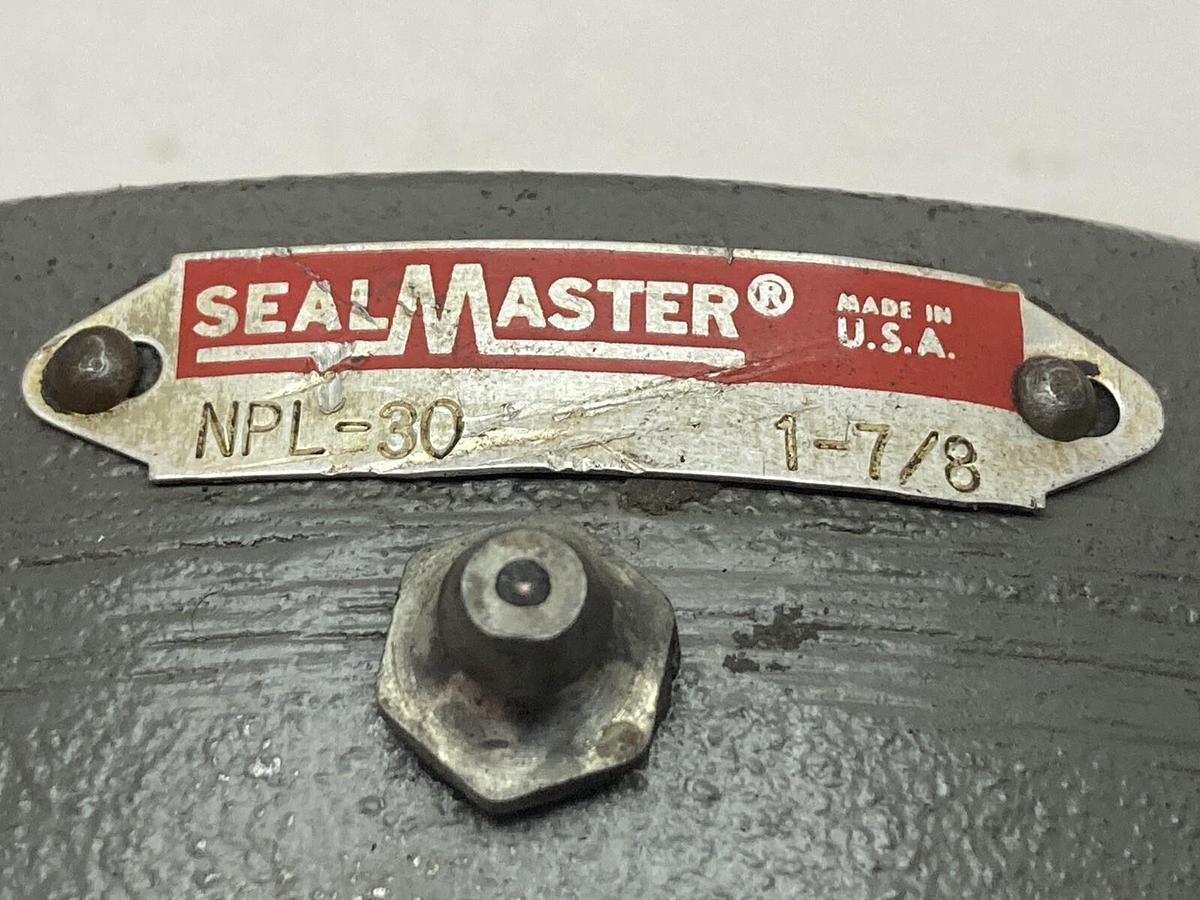 SEALMASTER® MADE IN
U.S.A.
NPL-30 1-7/8